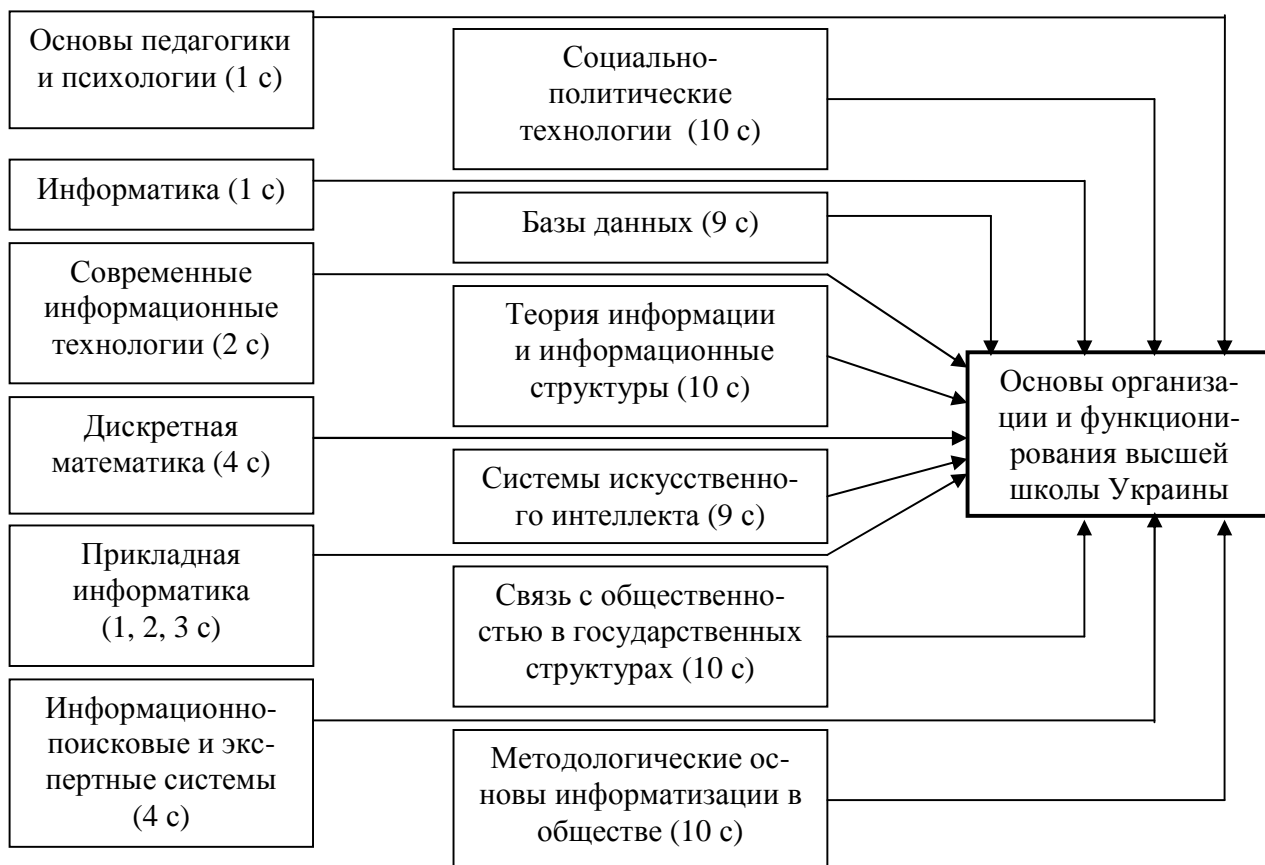 Основы педагогики
и психологии (1 с)
Информатика (1 с)
Современные
информационные
технологии (2 с)
Дискретная
математика (4 с)
Прикладная
информатика
(1, 2, 3 с)
Информационно-
поисковые и экс-
пертные системы
(4 с)
Социально-
политические
технологии (10 с)
Базы данных (9 с)
Теория информации
и информационные
структуры (10 с)
Системы искусственно-
го интеллекта (9 с)
Связь с общественно-
стью в государственных
структурах (10 с)
Методологические ос-
новы информатизации в
обществе (10 с)
Основы организа-
ции и функциони-
рования высшей
школы Украины